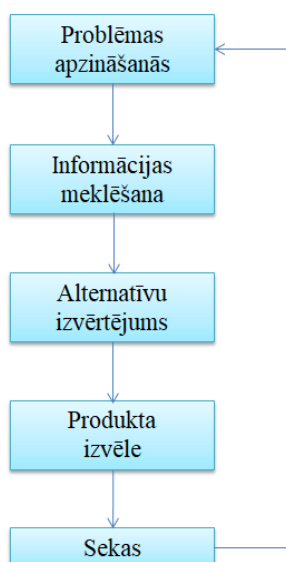 Problēmas
apzināšanās
Informācijas
meklēšana
Alternatīvu
izvērtējums
Produkta
izvēle
Sekas